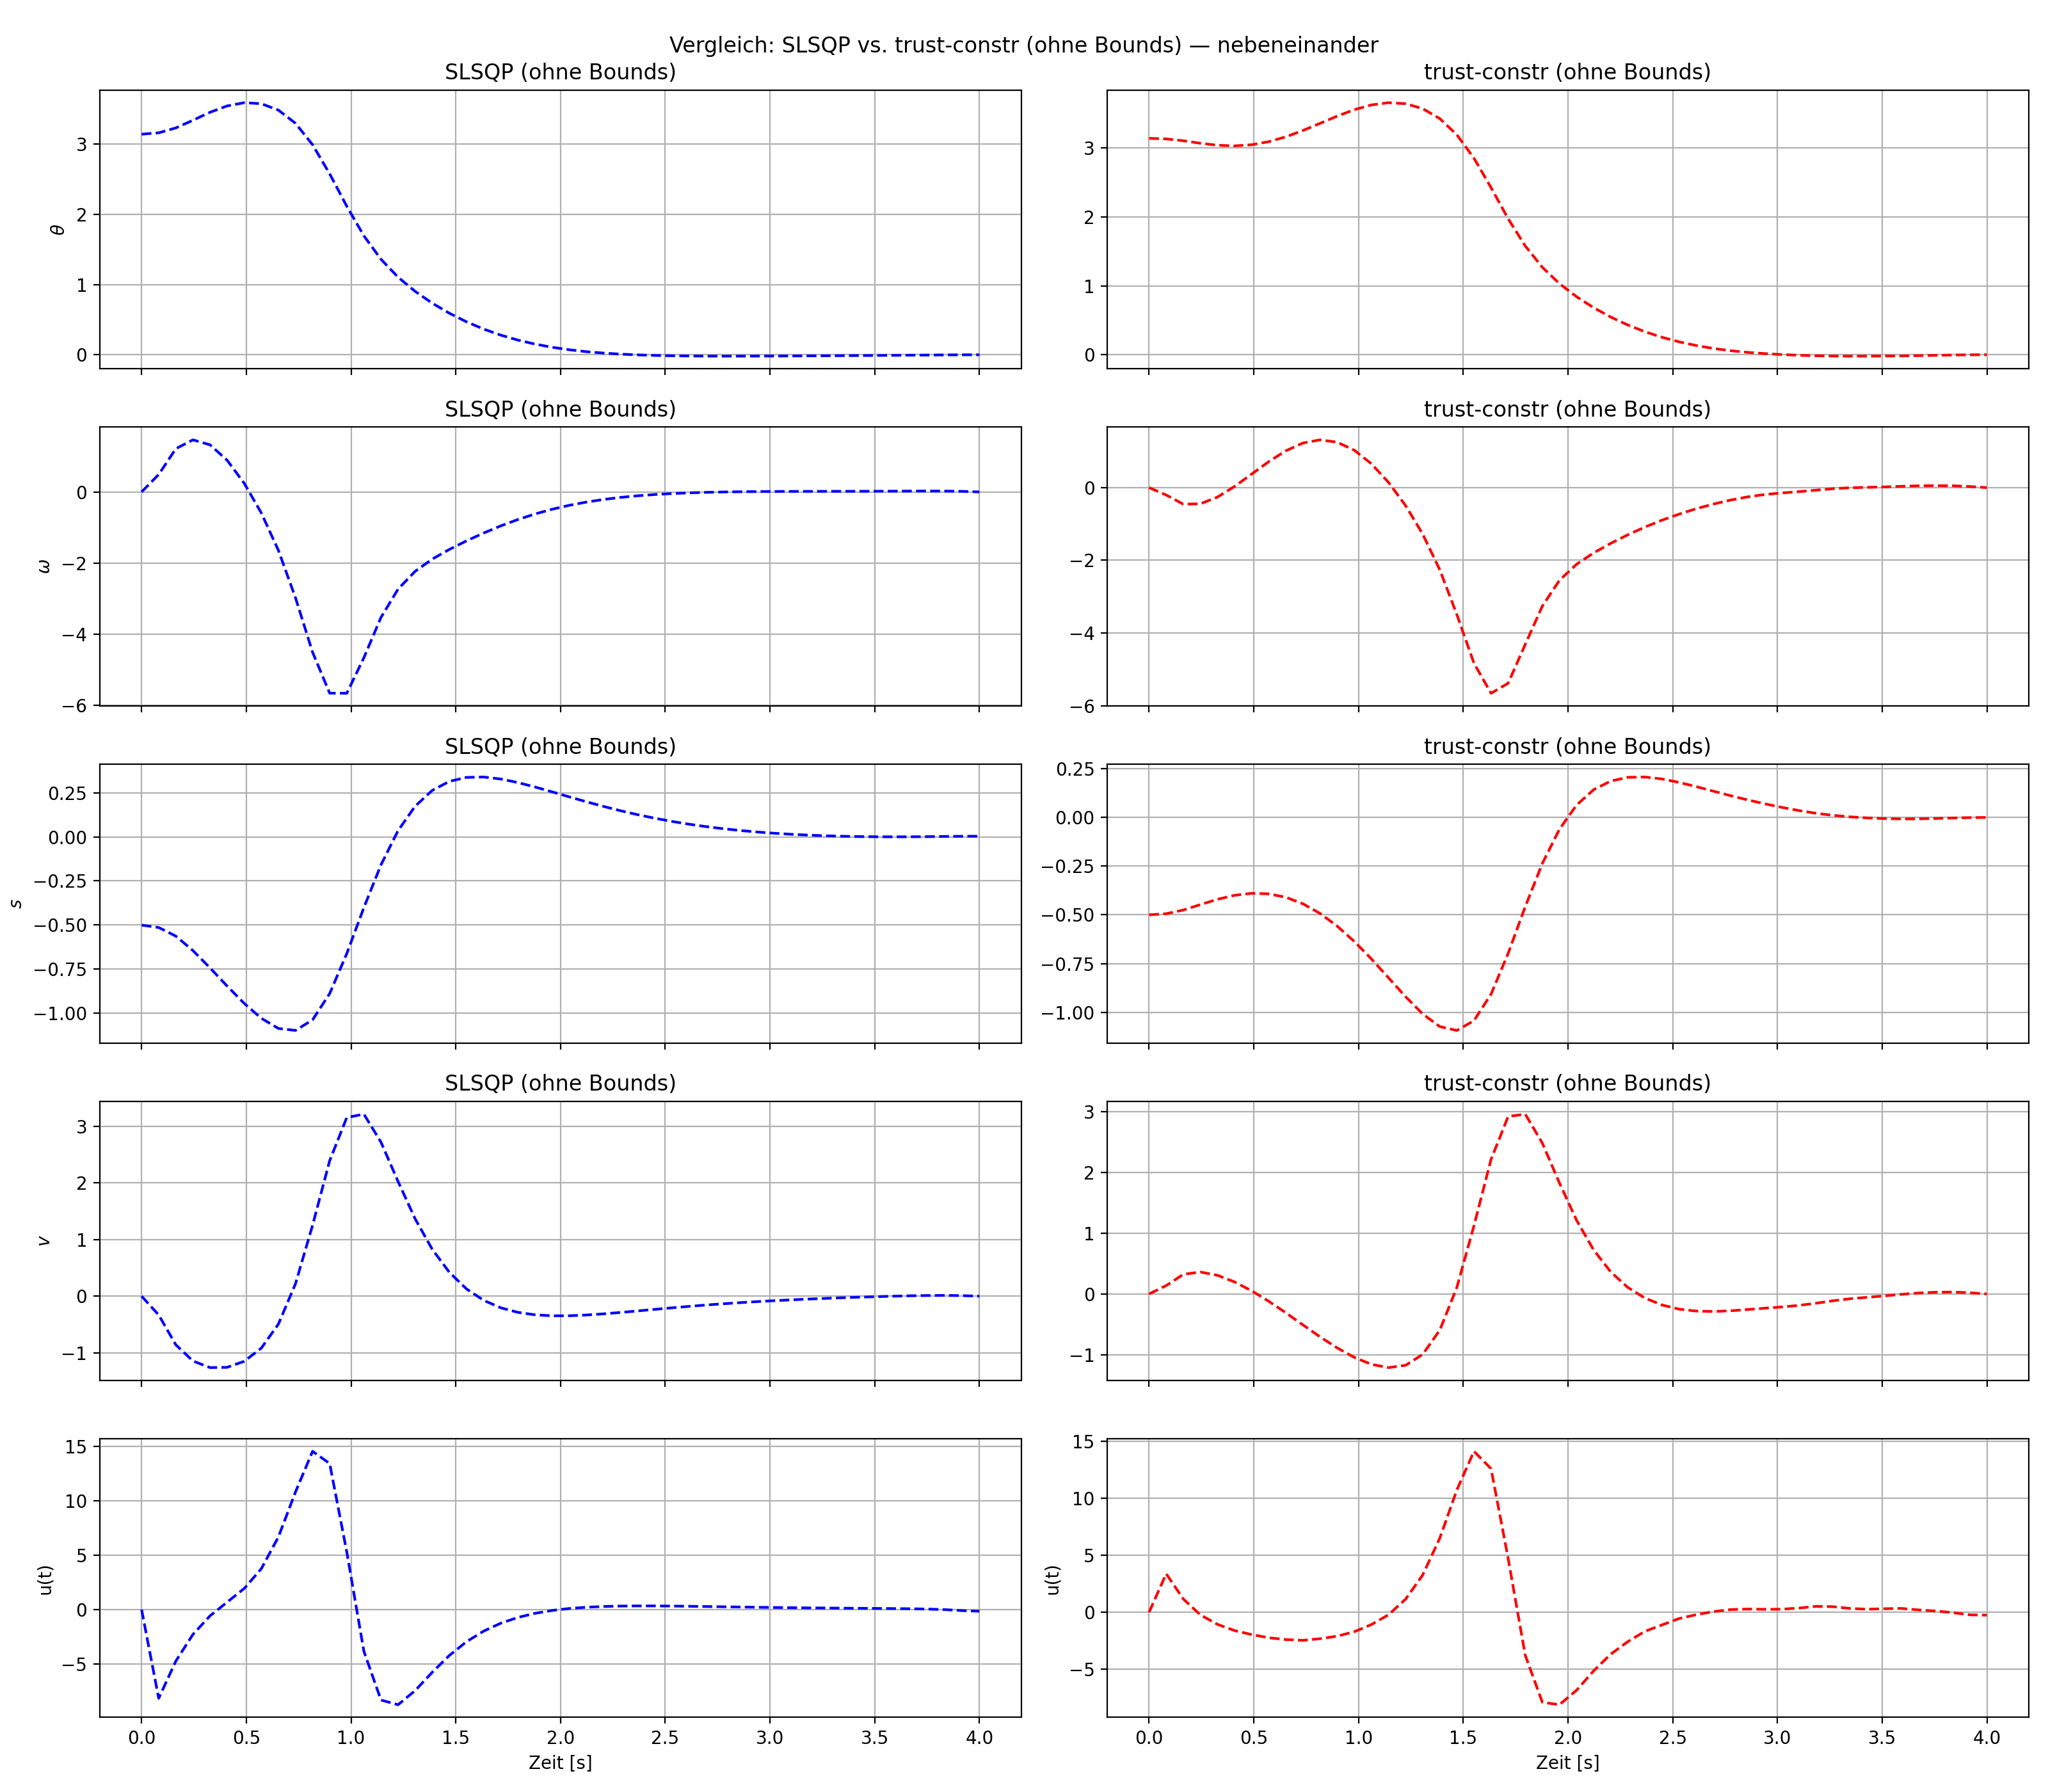 Vergleich: SLSQP vs. trust-constr (ohne Bounds) — nebeneinander
SLSQP (ohne Bounds)
3
2
1
0
θ
trust-constr (ohne Bounds)
3
2
1
0
SLSQP (ohne Bounds)
0
−2
−4
−6
ω
trust-constr (ohne Bounds)
0
−2
−4
−6
SLSQP (ohne Bounds)
0.25
0.00
−0.25
−0.50
−0.75
−1.00
s
trust-constr (ohne Bounds)
0.25
0.00
−0.25
−0.50
−0.75
−1.00
SLSQP (ohne Bounds)
3
2
1
0
−1
v
trust-constr (ohne Bounds)
3
2
1
0
−1
15
10
5
0
−5
u(t)
0.0 0.5 1.0 1.5 2.0 2.5 3.0 3.5 4.0
Zeit [s]
15
10
5
0
−5
u(t)
0.0 0.5 1.0 1.5 2.0 2.5 3.0 3.5 4.0
Zeit [s]